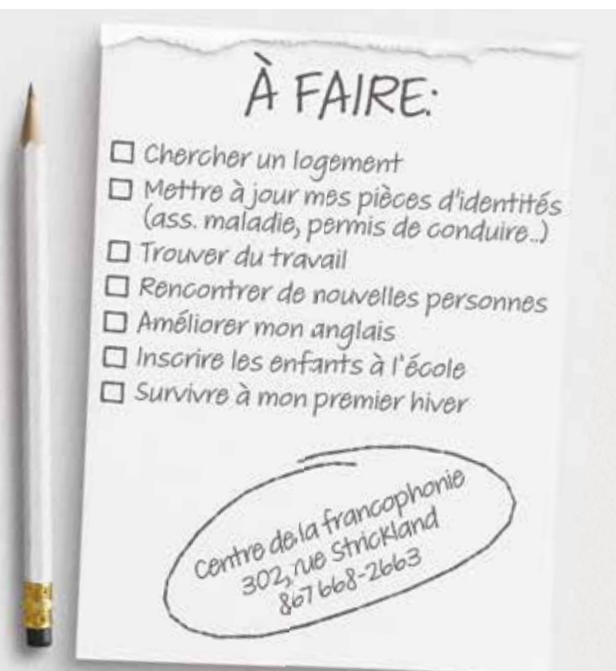 À FAIRE:
Chercher un logement
Mettre à jour mes pièces d'identités
(ass. maladie, permis de conduire...)
Trouver du travail
Rencontrer de nouvelles personnes
Améliorer mon anglais
Inscrire les enfants à l'école
Survivre à mon premier hiver
Centre de la francophonie
302, rue Strickland
867 668-2663